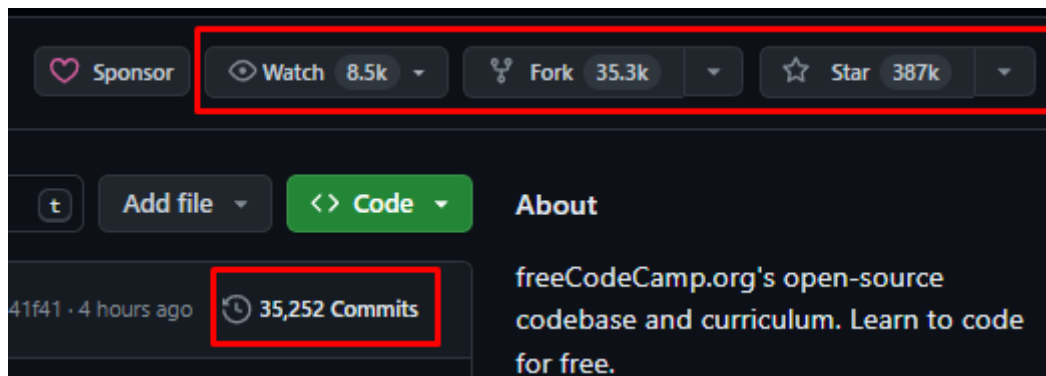 Sponsor Watch 8.5k Fork 35.3k Star 387k
t Add file Code About
41f41 · 4 hours ago 35,252 Commits
freeCodeCamp.org's open-source
codebase and curriculum. Learn to code
for free.